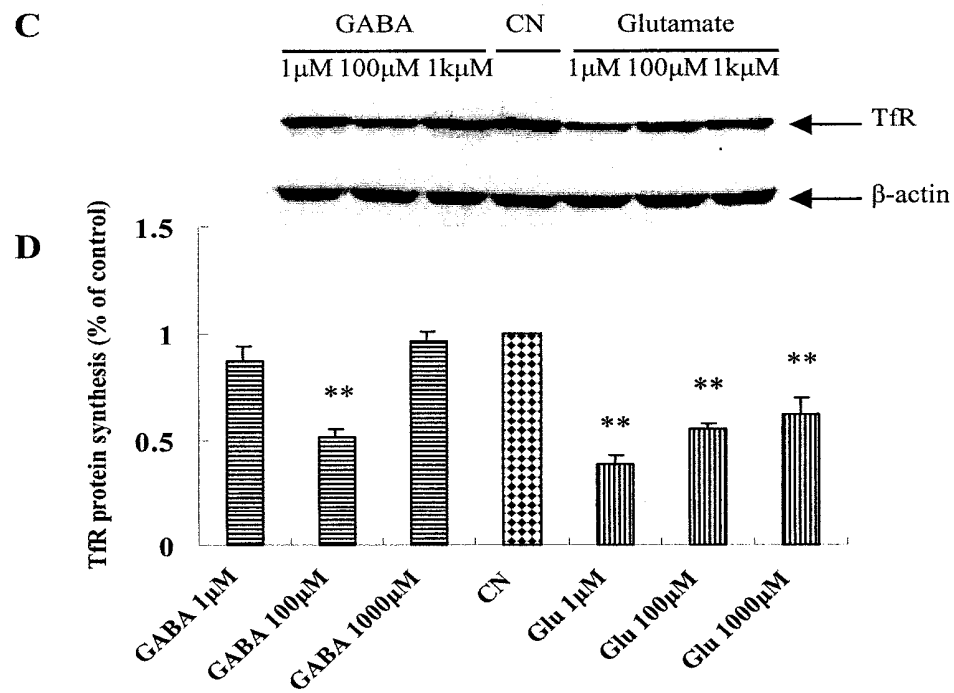 C
GABA CN Glutamate
1μM 100μM 1kμM 1μM 100μM 1kμM
TfR
β-actin
D
TfR protein synthesis (% of control)
1.5
1
0.5
0
**
**
**
**
GABA 1μM
GABA 100μM
GABA 1000μM
CN
Glu 1μM
Glu 100μM
Glu 1000μM